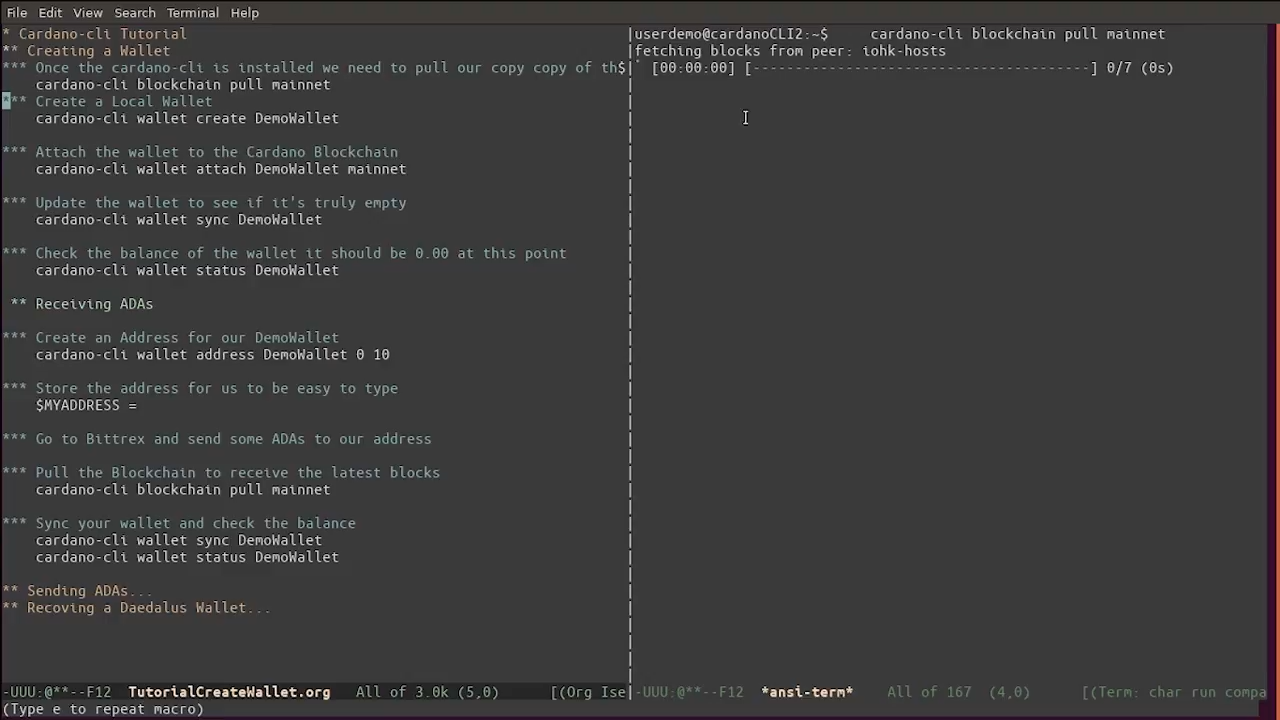 File Edit View Search Terminal Help
* Cardano-cli Tutorial
** Creating a Wallet
*** Once the cardano-cli is installed we need to pull our copy copy of th$
cardano-cli blockchain pull mainnet
*** Create a Local Wallet
cardano-cli wallet create DemoWallet
*** Attach the wallet to the Cardano Blockchain
cardano-cli wallet attach DemoWallet mainnet
*** Update the wallet to see if it's truly empty
cardano-cli wallet sync DemoWallet
*** Check the balance of the wallet it should be 0.00 at this point
cardano-cli wallet status DemoWallet
** Receiving ADAs
*** Create an Address for our DemoWallet
cardano-cli wallet address DemoWallet 0 10
*** Store the address for us to be easy to type
$MYADDRESS =
*** Go to Bittrex and send some ADAs to our address
*** Pull the Blockchain to receive the latest blocks
cardano-cli blockchain pull mainnet
*** Sync your wallet and check the balance
cardano-cli wallet sync DemoWallet
cardano-cli wallet status DemoWallet
** Sending ADAs...
** Recoving a Daedalus Wallet...
-UUU:@**--F12 TutorialCreateWallet.org All of 3.0k (5,0) [(Org Ise
userdemo@cardanoCLI2:~$ cardano-cli blockchain pull mainnet
fetching blocks from peer: iohk-hosts
[00:00:00] [----------------------------------------] 0/7 (0s)
-UUU:@**--F12 *ansi-term* All of 167 (4,0) [(Term: char run compa
(Type e to repeat macro)